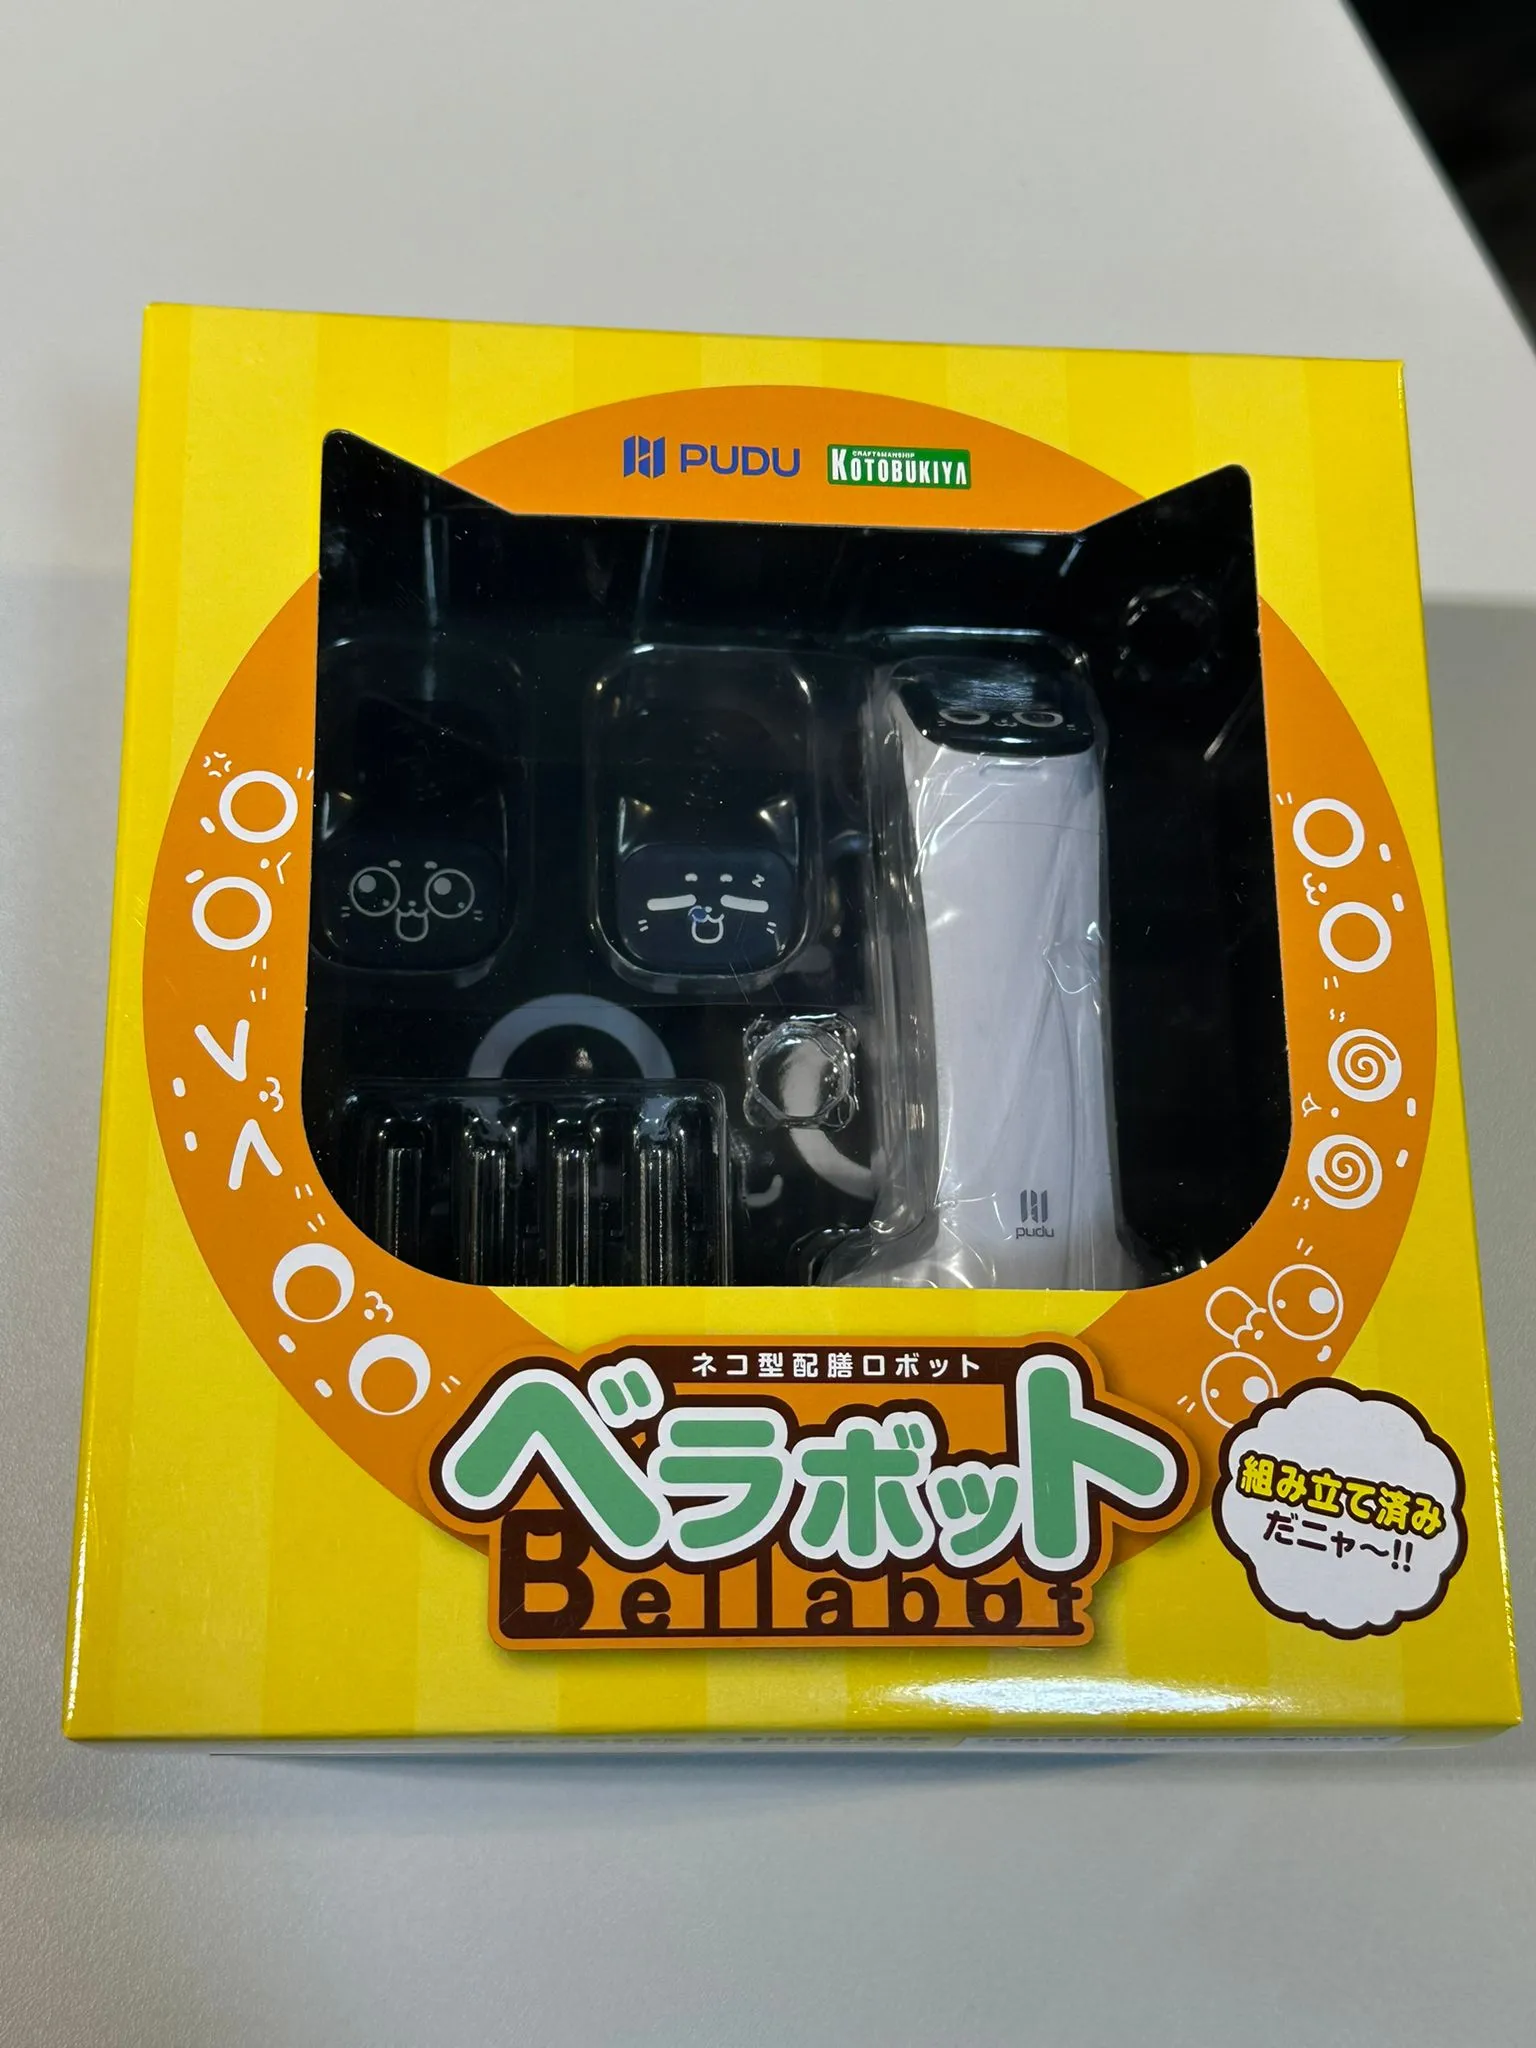 PUDU
CRAFTSMANSHIP
KOTOBUKIYA
z
pudu
ネコ型配膳ロボット
ベラボット
Bellabot
組み立て済み
だニャ〜!!